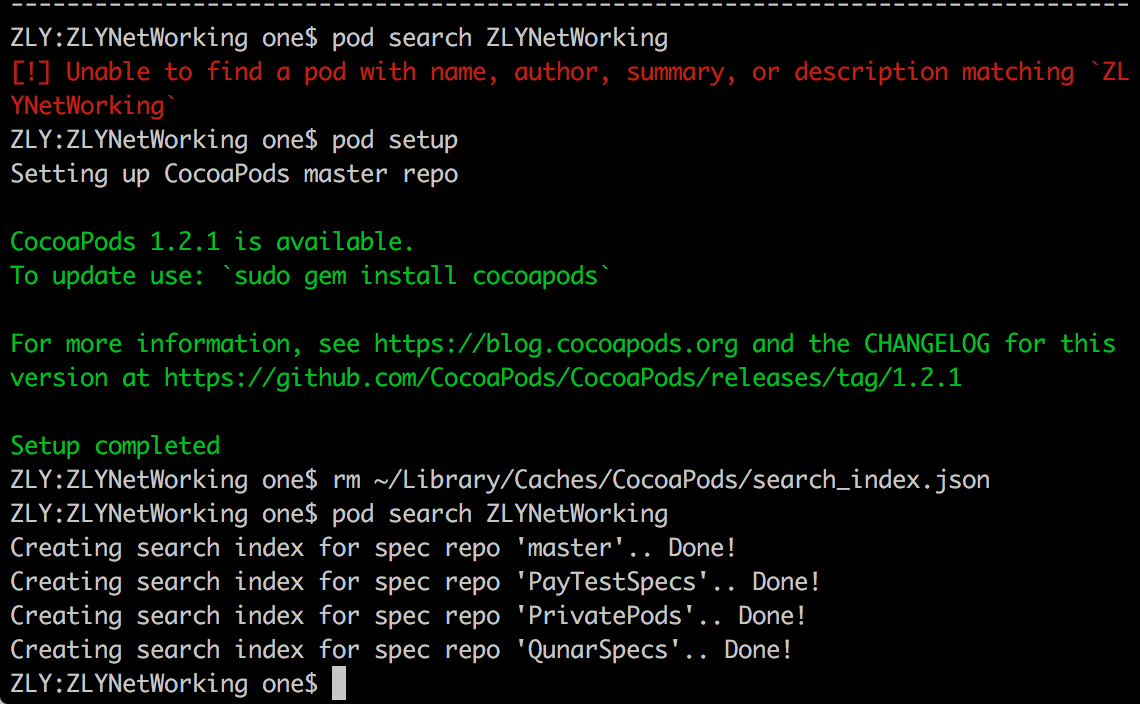 --------------------------------------------------------------------------------
ZLY:ZLYNetWorking one$ pod search ZLYNetWorking
[!] Unable to find a pod with name, author, summary, or description matching `ZL
YNetWorking`
ZLY:ZLYNetWorking one$ pod setup
Setting up CocoaPods master repo
CocoaPods 1.2.1 is available.
To update use: `sudo gem install cocoapods`
For more information, see https://blog.cocoapods.org and the CHANGELOG for this
version at https://github.com/CocoaPods/CocoaPods/releases/tag/1.2.1
Setup completed
ZLY:ZLYNetWorking one$ rm ~/Library/Caches/CocoaPods/search_index.json
ZLY:ZLYNetWorking one$ pod search ZLYNetWorking
Creating search index for spec repo 'master'.. Done!
Creating search index for spec repo 'PayTestSpecs'.. Done!
Creating search index for spec repo 'PrivatePods'.. Done!
Creating search index for spec repo 'QunarSpecs'.. Done!
ZLY:ZLYNetWorking one$